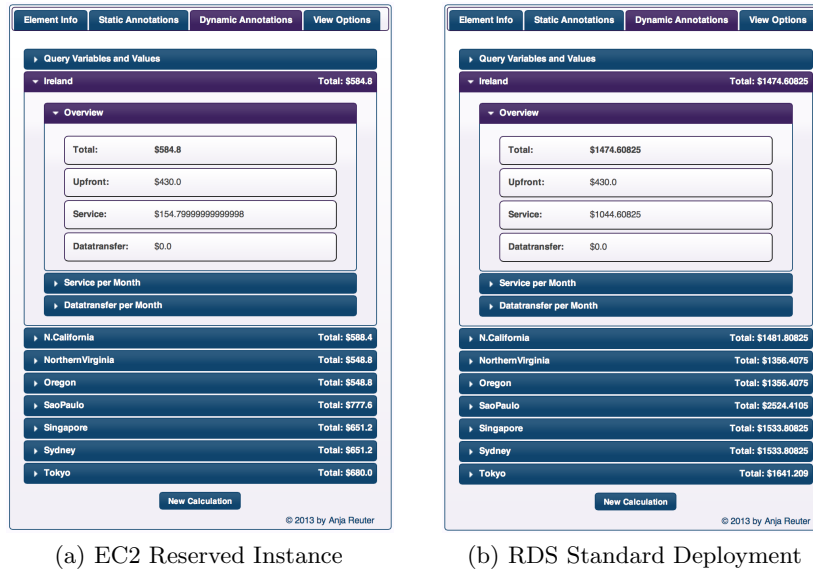 Element Info Static Annotations Dynamic Annotations View Options
Query Variables and Values
Ireland Total: $584.8
Overview
Total: $584.8
Upfront: $430.0
Service: $154.79999999999998
Datatransfer: $0.0
Service per Month
Datatransfer per Month
N.California Total: $588.4
NorthernVirginia Total: $548.8
Oregon Total: $548.8
SaoPaulo Total: $777.6
Singapore Total: $651.2
Sydney Total: $651.2
Tokyo Total: $680.0
New Calculation
© 2013 by Anja Reuter
(a) EC2 Reserved Instance
Element Info Static Annotations Dynamic Annotations View Options
Query Variables and Values
Ireland Total: $1474.60825
Overview
Total: $1474.60825
Upfront: $430.0
Service: $1044.60825
Datatransfer: $0.0
Service per Month
Datatransfer per Month
N.California Total: $1481.80825
NorthernVirginia Total: $1356.4075
Oregon Total: $1356.4075
SaoPaulo Total: $2524.4105
Singapore Total: $1533.80825
Sydney Total: $1533.80825
Tokyo Total: $1641.209
New Calculation
© 2013 by Anja Reuter
(b) RDS Standard Deployment